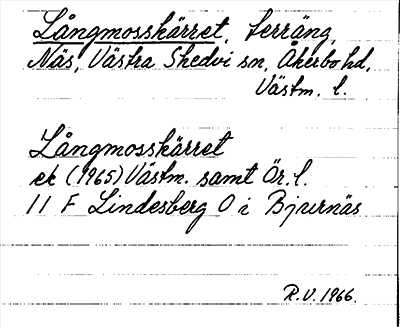 Långmosskärret, terräng,
Näs, Västra Skedvi sn, Åkerbo hd,
Västm. l.
Långmosskärret
ek (1965) Västm. samt Ör. l.
11 F Lindesberg O i Bjurnäs
R.V. 1966.